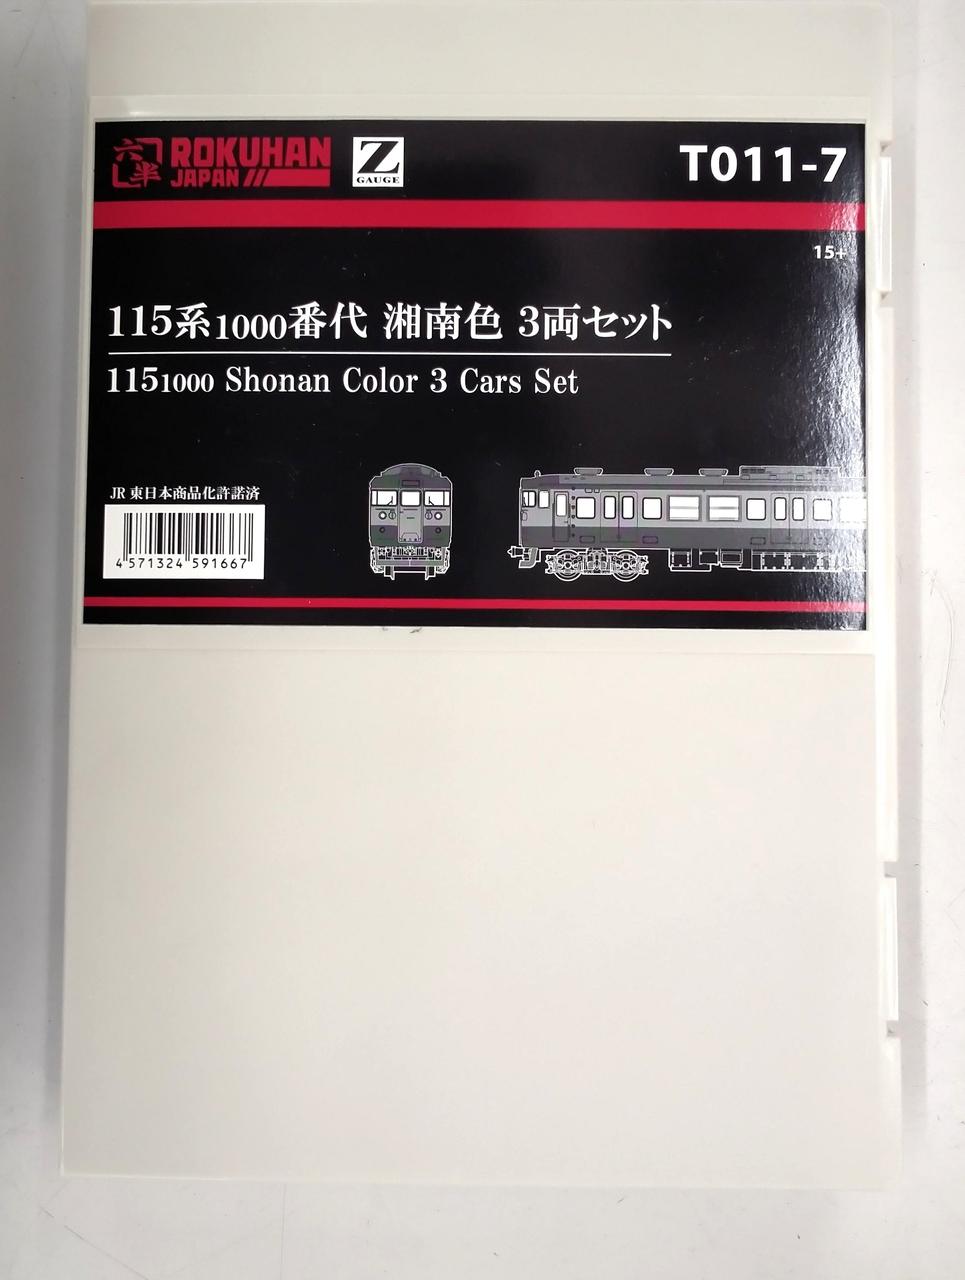 六半
ROKUHAN
JAPAN
Z
GAUGE
T011-7
15+
115系1000番代 湘南色 3両セット
1151000 Shonan Color 3 Cars Set
JR 東日本商品化許諾済
4 571324 591667